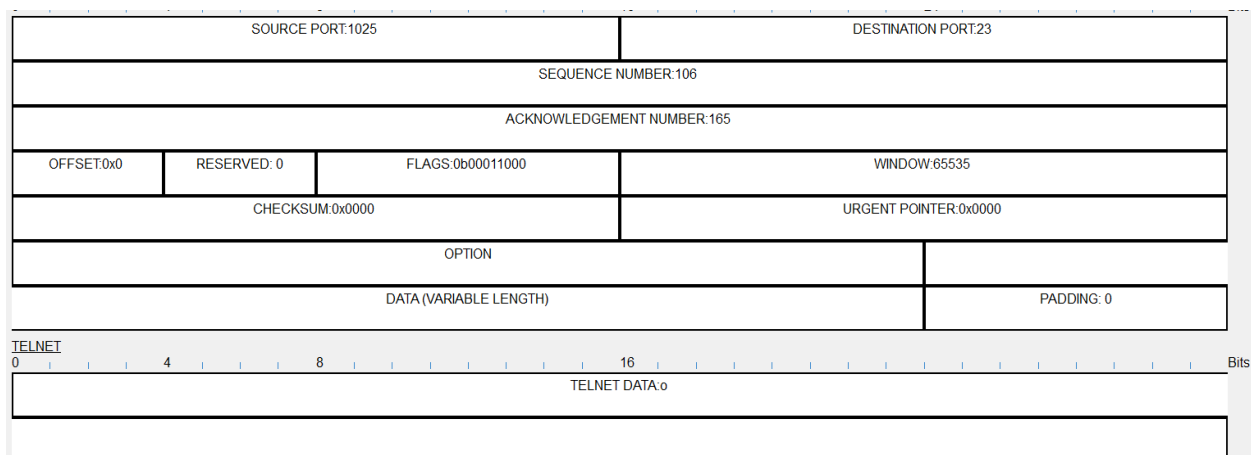 SOURCE PORT:1025 DESTINATION PORT:23
SEQUENCE NUMBER:106
ACKNOWLEDGEMENT NUMBER:165
OFFSET:0x0 RESERVED: 0 FLAGS:0b00011000 WINDOW:65535
CHECKSUM:0x0000 URGENT POINTER:0x0000
OPTION
DATA (VARIABLE LENGTH) PADDING: 0
TELNET
0 4 8 16 Bits
TELNET DATA:o